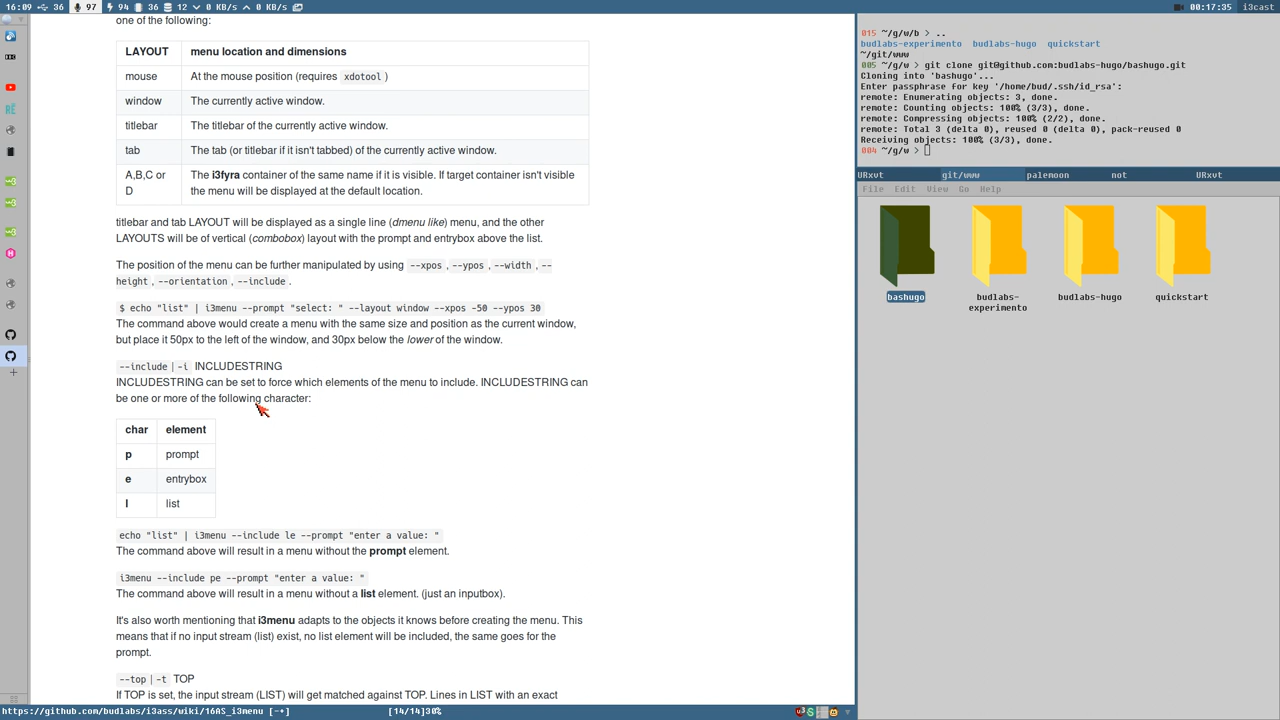 16:09 36 97 94 36 12 0 KB/s 0 KB/s 00:17:35 i3cast
one of the following:
LAYOUT menu location and dimensions
mouse At the mouse position (requires xdotool )
window The currently active window.
titlebar The titlebar of the currently active window.
tab The tab (or titlebar if it isn't tabbed) of the currently active window.
A,B,C or D The i3fyra container of the same name if it is visible. If target container isn't visible
the menu will be displayed at the default location.
titlebar and tab LAYOUT will be displayed as a single line (dmenu like) menu, and the other
LAYOUTS will be of vertical (combobox) layout with the prompt and entrybox above the list.
The position of the menu can be further manipulated by using --xpos , --ypos , --width , --
height , --orientation , --include .
$ echo "list" | i3menu --prompt "select: " --layout window --xpos -50 --ypos 30
The command above would create a menu with the same size and position as the current window,
but place it 50px to the left of the window, and 30px below the lower of the window.
--include | -i INCLUDESTRING
INCLUDESTRING can be set to force which elements of the menu to include. INCLUDESTRING can
be one or more of the following character:
char element
p prompt
e entrybox
l list
echo "list" | i3menu --include le --prompt "enter a value: "
The command above will result in a menu without the prompt element.
i3menu --include pe --prompt "enter a value: "
The command above will result in a menu without a list element. (just an inputbox).
It's also worth mentioning that i3menu adapts to the objects it knows before creating the menu. This
means that if no input stream (list) exist, no list element will be included, the same goes for the
prompt.
--top | -t TOP
If TOP is set, the input stream (LIST) will get matched against TOP. Lines in LIST with an exact
https://github.com/budlabs/i3ass/wiki/16AS_i3menu [-+] [14/14]30%
015 ~/g/w/b > ..
budlabs-experimento budlabs-hugo quickstart
~/git/www
005 ~/g/w > git clone git@github.com:budlabs-hugo/bashugo.git
Cloning into 'bashugo'...
Enter passphrase for key '/home/bud/.ssh/id_rsa':
remote: Enumerating objects: 3, done.
remote: Counting objects: 100% (3/3), done.
remote: Compressing objects: 100% (2/2), done.
remote: Total 3 (delta 0), reused 0 (delta 0), pack-reused 0
Receiving objects: 100% (3/3), done.
004 ~/g/w >
URxvt git/www palemoon not URxvt
File Edit View Go Help
bashugo budlabs-experimento budlabs-hugo quickstart